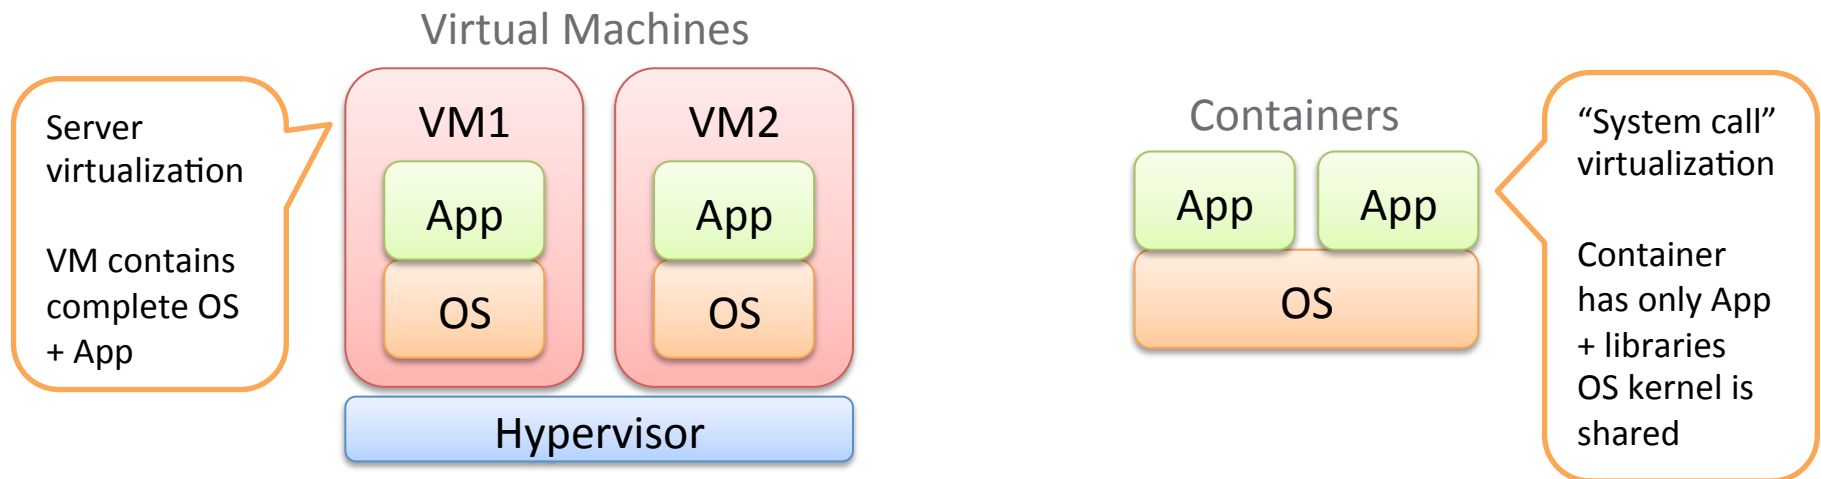 Virtual Machines
Server
virtualization
VM contains
complete OS
+ App
VM1
App
OS
VM2
App
OS
Hypervisor
Containers
App
App
OS
“System call”
virtualization
Container
has only App
+ libraries
OS kernel is
shared